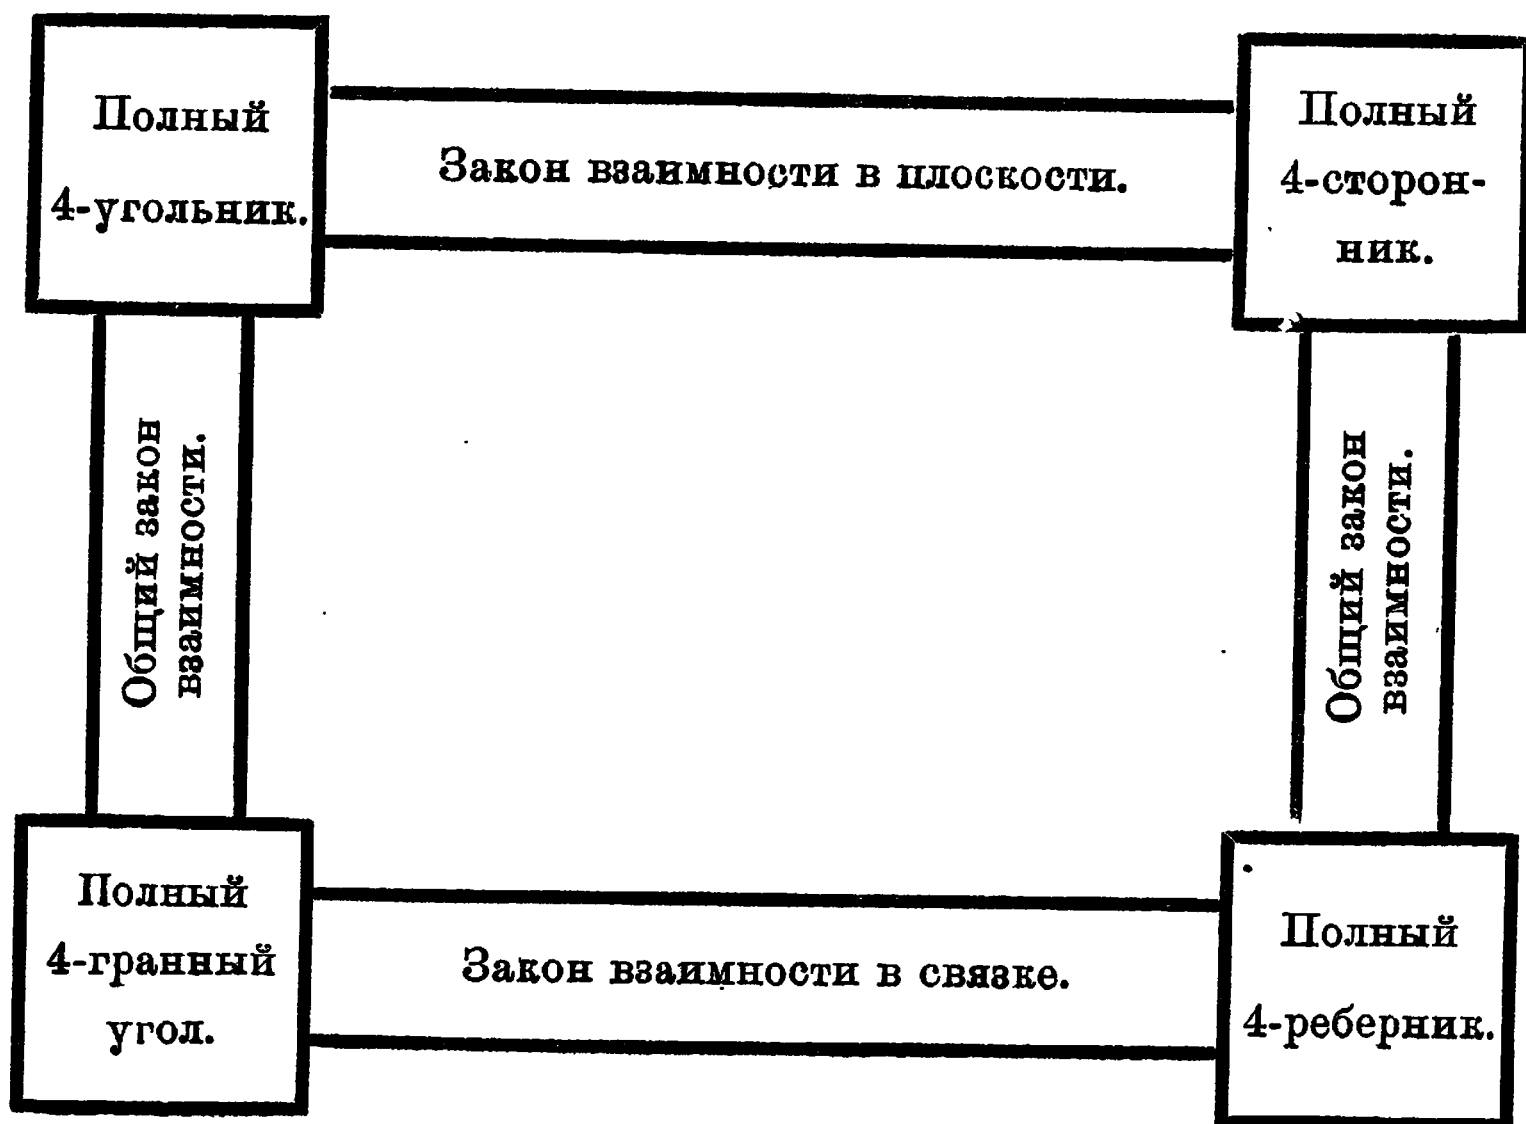 Полный
4-угольник.
Закон взаимности в плоскости.
Полный
4-сторон-
ник.
Общий закон
взаимности.
Общий закон
взаимности.
Полный
4-гранный
угол.
Закон взаимности в связке.
Полный
4-реберник.